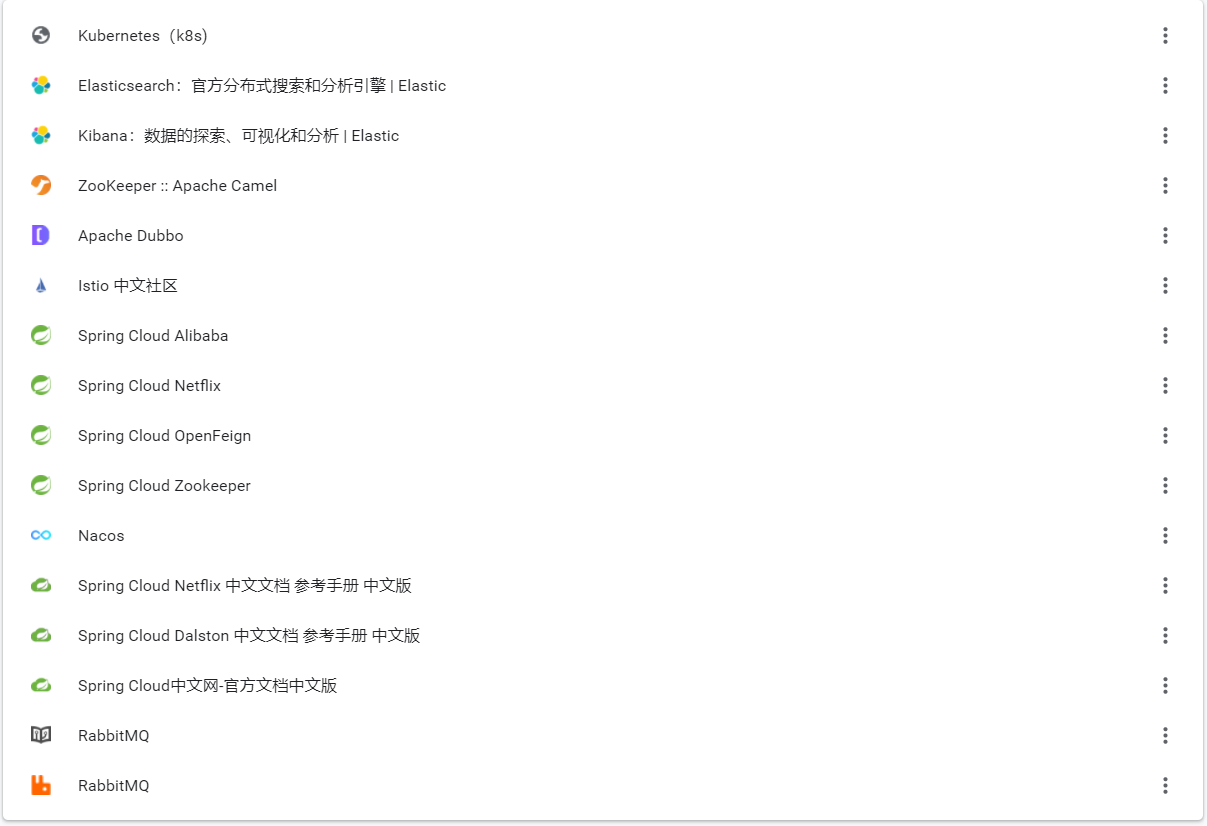 Kubernetes（k8s)
Elasticsearch：官方分布式搜索和分析引擎 | Elastic
Kibana：数据的探索、可视化和分析 | Elastic
ZooKeeper :: Apache Camel
Apache Dubbo
Istio 中文社区
Spring Cloud Alibaba
Spring Cloud Netflix
Spring Cloud OpenFeign
Spring Cloud Zookeeper
Nacos
Spring Cloud Netflix 中文文档 参考手册 中文版
Spring Cloud Dalston 中文文档 参考手册 中文版
Spring Cloud中文网-官方文档中文版
RabbitMQ
RabbitMQ